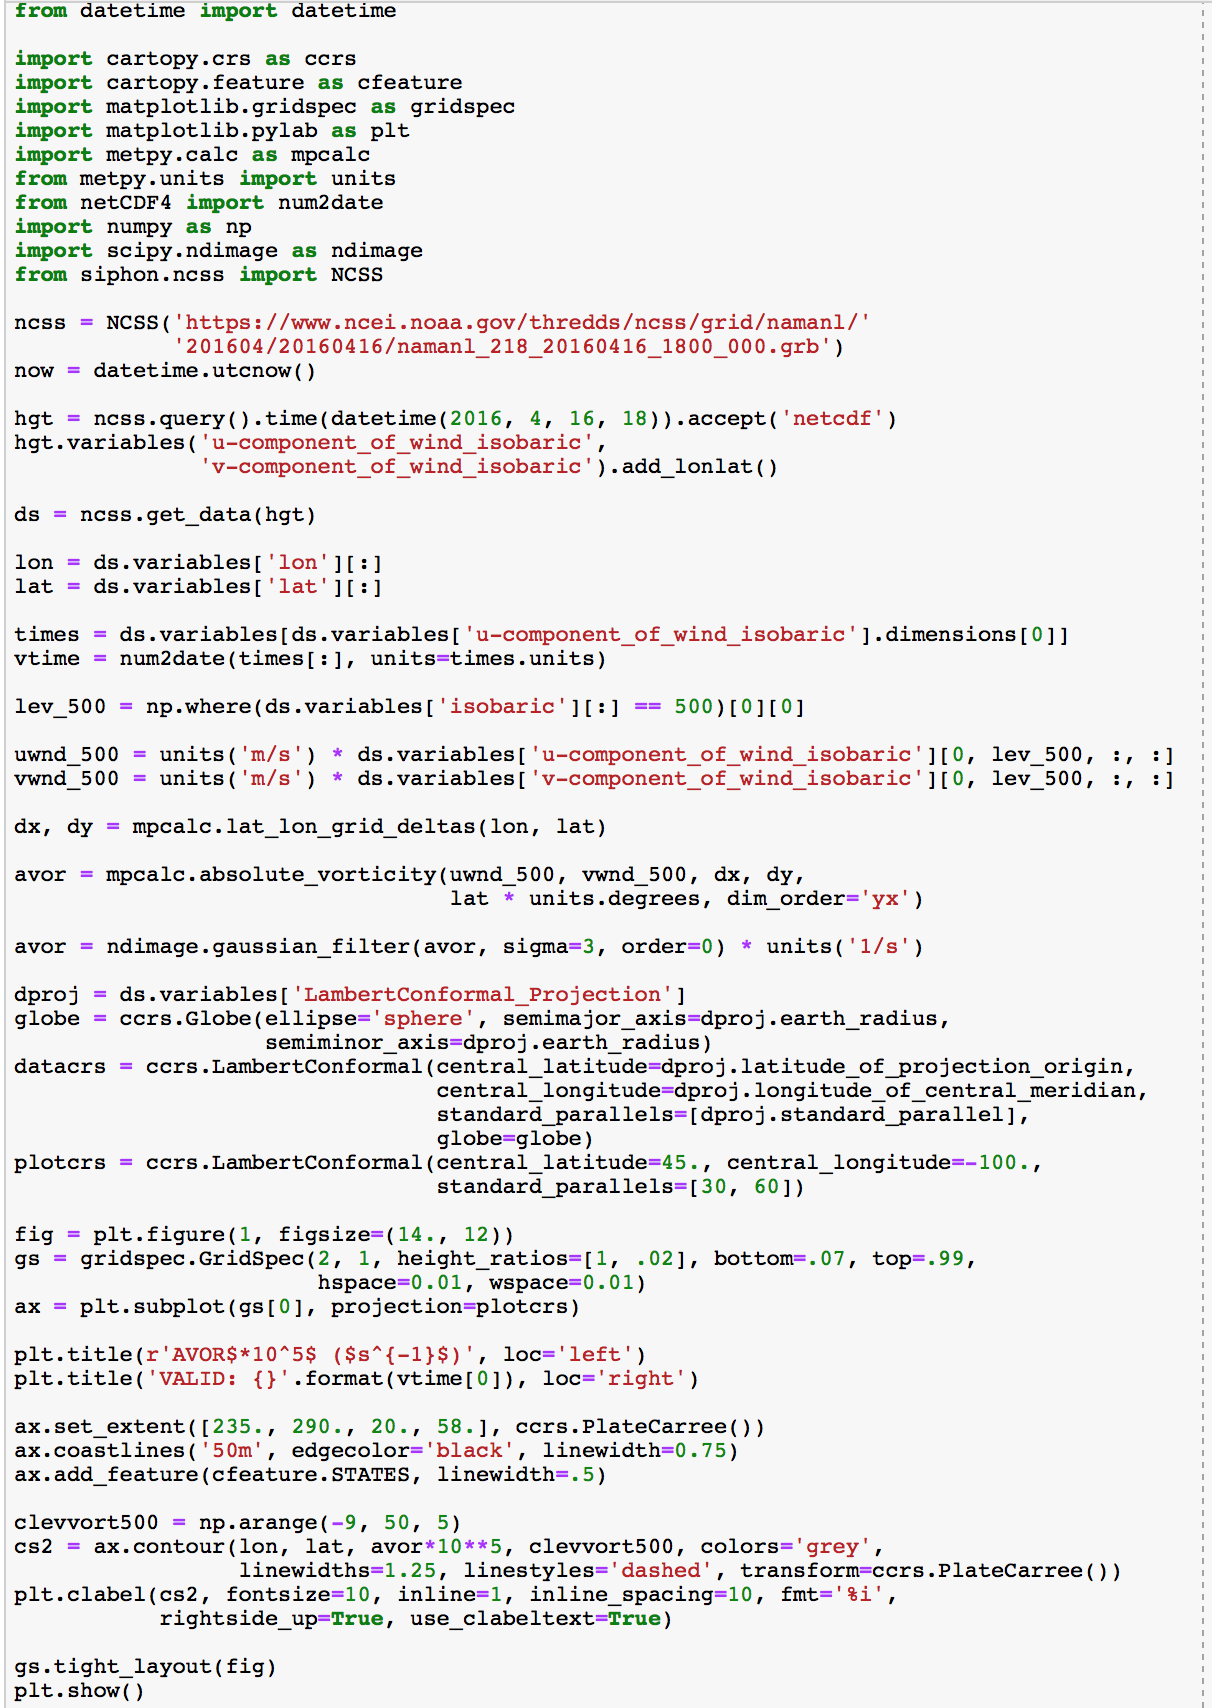 from datetime import datetime

import cartopy.crs as ccrs
import cartopy.feature as cfeature
import matplotlib.gridspec as gridspec
import matplotlib.pylab as plt
import metpy.calc as mpcalc
from metpy.units import units
from netCDF4 import num2date
import numpy as np
import scipy.ndimage as ndimage
from siphon.ncss import NCSS

ncss = NCSS('https://www.ncei.noaa.gov/thredds/ncss/grid/namanl/'
            '201604/20160416/namanl_218_20160416_1800_000.grb')
now = datetime.utcnow()

hgt = ncss.query().time(datetime(2016, 4, 16, 18)).accept('netcdf')
hgt.variables('u-component_of_wind_isobaric',
              'v-component_of_wind_isobaric').add_lonlat()

ds = ncss.get_data(hgt)

lon = ds.variables['lon'][:]
lat = ds.variables['lat'][:]

times = ds.variables[ds.variables['u-component_of_wind_isobaric'].dimensions[0]]
vtime = num2date(times[:], units=times.units)

lev_500 = np.where(ds.variables['isobaric'][:] == 500)[0][0]

uwnd_500 = units('m/s') * ds.variables['u-component_of_wind_isobaric'][0, lev_500, :, :]
vwnd_500 = units('m/s') * ds.variables['v-component_of_wind_isobaric'][0, lev_500, :, :]

dx, dy = mpcalc.lat_lon_grid_deltas(lon, lat)

avor = mpcalc.absolute_vorticity(uwnd_500, vwnd_500, dx, dy,
                                 lat * units.degrees, dim_order='yx')

avor = ndimage.gaussian_filter(avor, sigma=3, order=0) * units('1/s')

dproj = ds.variables['LambertConformal_Projection']
globe = ccrs.Globe(ellipse='sphere', semimajor_axis=dproj.earth_radius,
                   semiminor_axis=dproj.earth_radius)
datacrs = ccrs.LambertConformal(central_latitude=dproj.latitude_of_projection_origin,
                                central_longitude=dproj.longitude_of_central_meridian,
                                standard_parallels=[dproj.standard_parallel],
                                globe=globe)
plotcrs = ccrs.LambertConformal(central_latitude=45., central_longitude=-100.,
                                standard_parallels=[30, 60])

fig = plt.figure(1, figsize=(14., 12))
gs = gridspec.GridSpec(2, 1, height_ratios=[1, .02], bottom=.07, top=.99,
                       hspace=0.01, wspace=0.01)
ax = plt.subplot(gs[0], projection=plotcrs)

plt.title(r'AVOR$*10^5$ ($s^{-1}$)', loc='left')
plt.title('VALID: {}'.format(vtime[0]), loc='right')

ax.set_extent([235., 290., 20., 58.], ccrs.PlateCarree())
ax.coastlines('50m', edgecolor='black', linewidth=0.75)
ax.add_feature(cfeature.STATES, linewidth=.5)

clevvort500 = np.arange(-9, 50, 5)
cs2 = ax.contour(lon, lat, avor*10**5, clevvort500, colors='grey',
                 linewidths=1.25, linestyles='dashed', transform=ccrs.PlateCarree())
plt.clabel(cs2, fontsize=10, inline=1, inline_spacing=10, fmt='%i',
           rightside_up=True, use_clabeltext=True)

gs.tight_layout(fig)
plt.show()